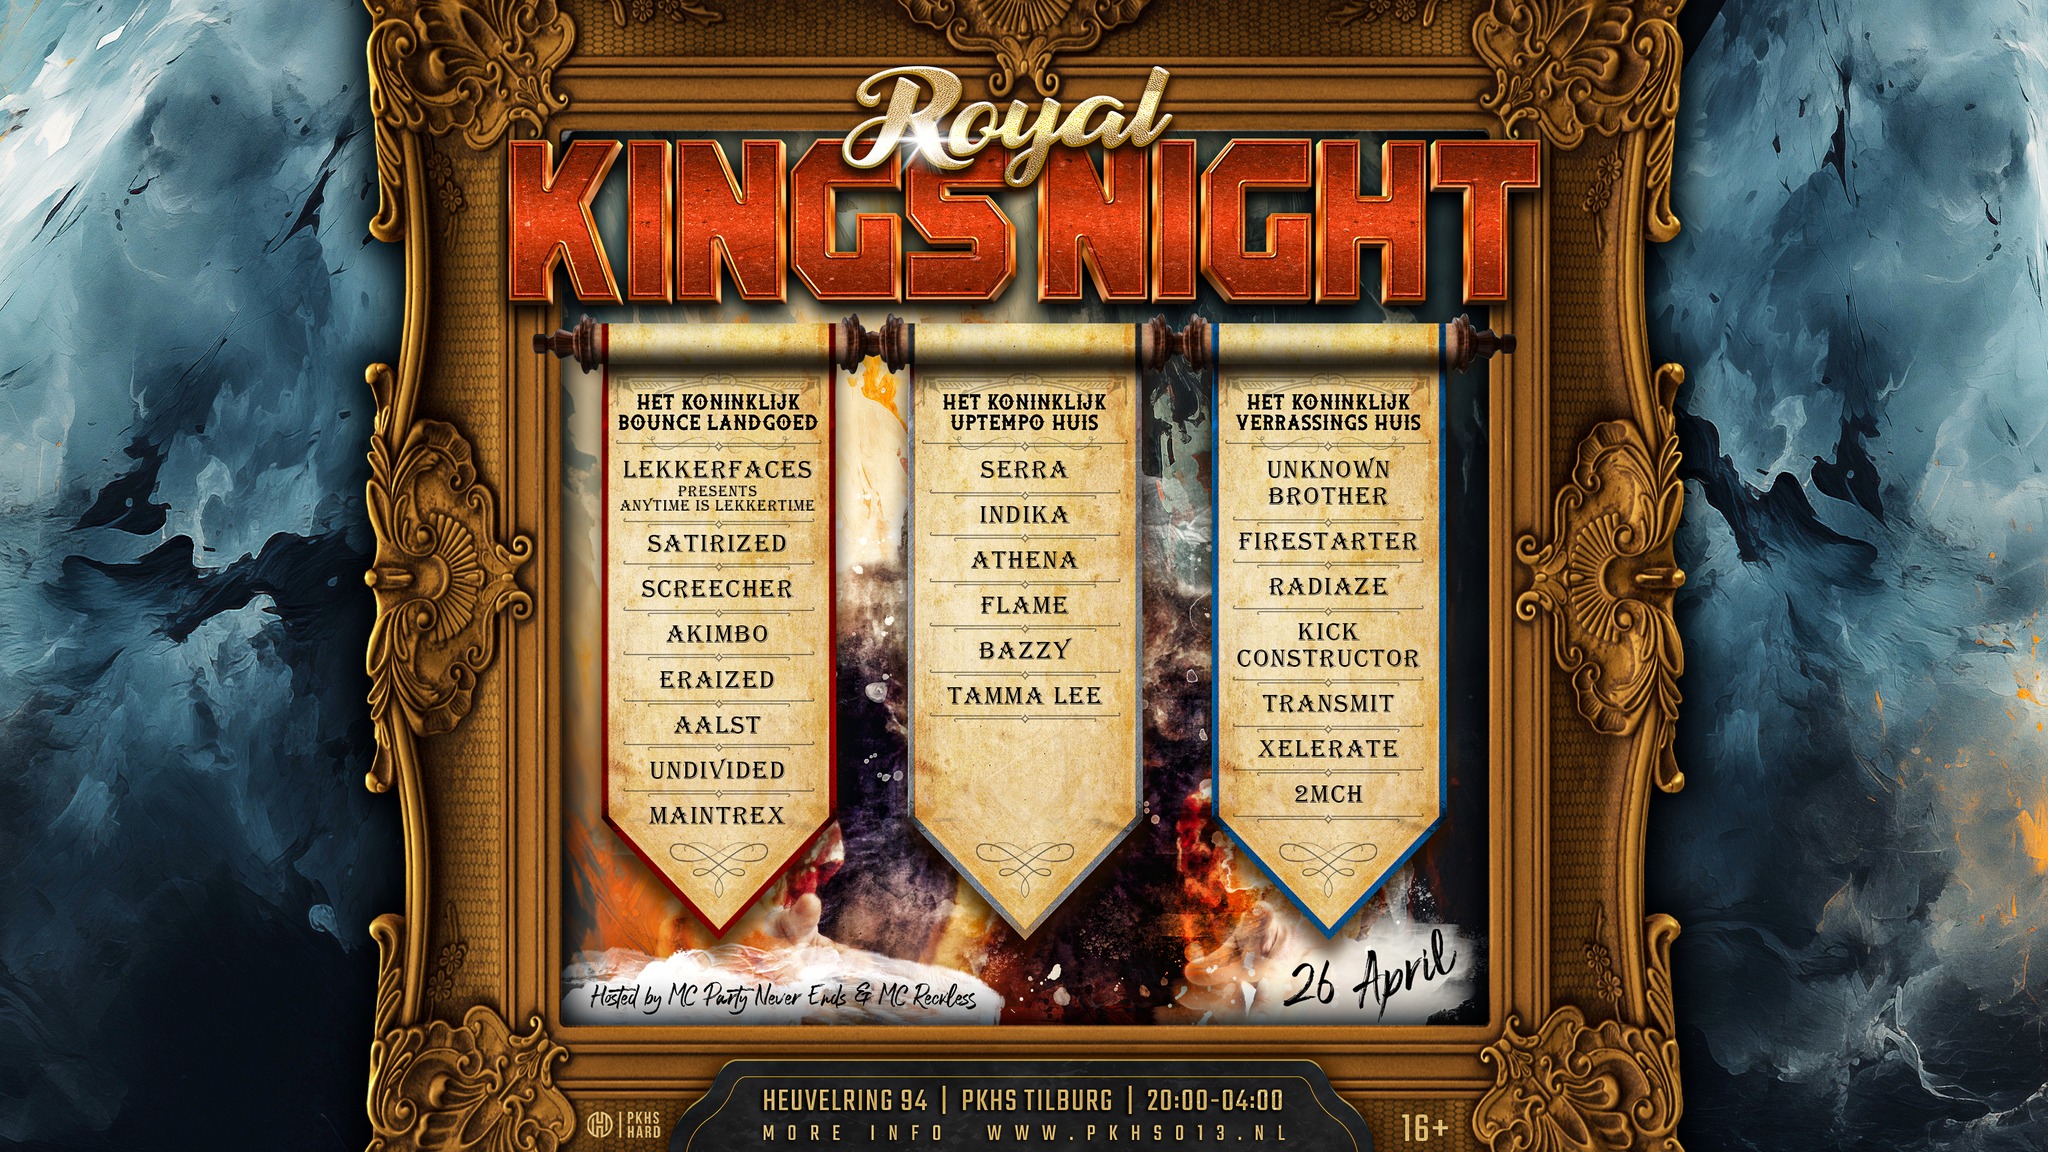 Royal
KINGSNIGHT
HET KONINKLIJK
BOUNCE LANDGOED
LEKKERFACES
PRESENTS
ANYTIME IS LEKKERTIME
SATIRIZED
SCREECHER
AKIMBO
ERAIZED
AALST
UNDIVIDED
MAINTREX
HET KONINKLIJK
UPTEMPO HUIS
SERRA
INDIKA
ATHENA
FLAME
BAZZY
TAMMA LEE
HET KONINKLIJK
VERRASSINGS HUIS
UNKNOWN
BROTHER
FIRESTARTER
RADIAZE
KICK
CONSTRUCTOR
TRANSMIT
XELERATE
2MCH
Hosted by MC Party Never Ends & MC Reckless
26 April
HEUVELRING 94 | PKHS TILBURG | 20:00-04:00
MORE INFO WWW.PKHS013.NL
PKHS
HARD
16+